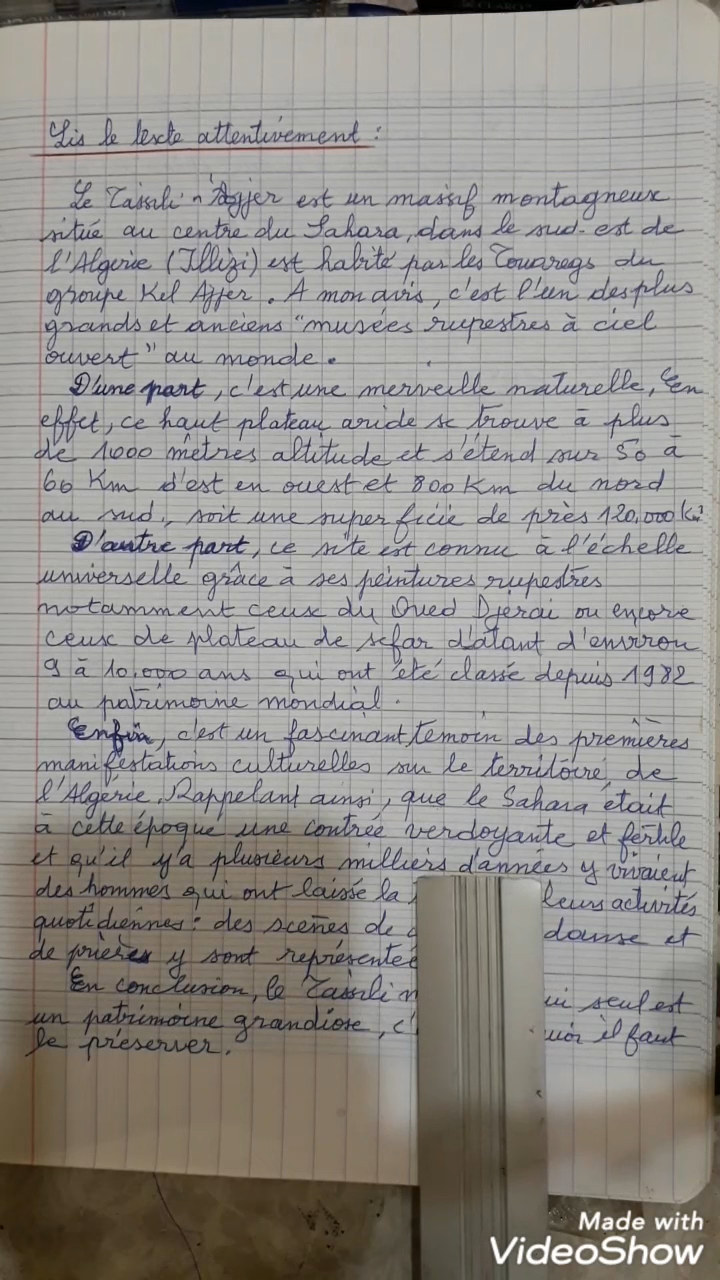 Lis le texte attentivement :
Le Tassili n'Ajjer est un massif montagneux
situé au centre du Sahara, dans le sud-est de
l'Algerie (Illizi) est habité par les Touaregs du
groupe Kel Ajjer. A mon avis, c'est l'un des plus
grands et anciens "musées rupestres à ciel
ouvert" au monde.
D'une part, c'est une merveille naturelle, En
effet, ce haut plateau aride se trouve à plus
de 1000 mètres altitude et s'étend sur 50 à
60 Km d'est en ouest et 800 Km du nord
au sud, soit une superficie de près 120.000 km²
D'autre part, ce site est connu à l'échelle
universelle grâce à ses peintures rupestres
notamment ceux du Oued Djerai ou encore
ceux de plateau de sefar datant d'environ
9 à 10.000 ans qui ont été classé depuis 1982
au patrimoine mondial.
Enfin, c'est un fascinant témoin des premières
manifestations culturelles sur le territoire de
l'Algérie. Rappelant ainsi, que le Sahara était
à cette époque une contrée verdoyante et fertile
et qu'il y'a plusieurs milliers d'années y vivaient
des hommes qui ont laissé la leurs activités
quotidiennes : des scènes de danse et
de prières y sont représenteé
En conclusion, le Tassili n ui seul est
un patrimoine grandiose, c' uoi il faut
le préserver.
Made with
VideoShow